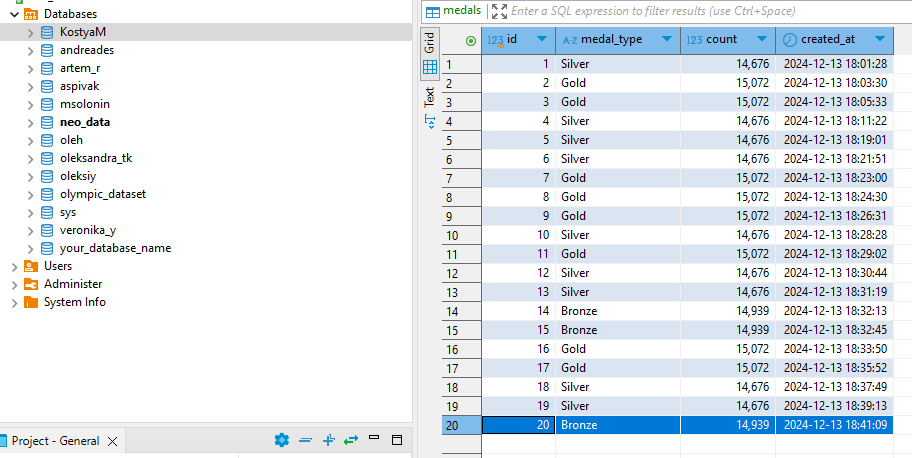 Databases
KostyaM
andreades
artem_r
aspivak
msolonin
neo_data
oleh
oleksandra_tk
oleksiy
olympic_dataset
sys
veronika_y
your_database_name
Users
Administer
System Info
Project - General
medals Enter a SQL expression to filter results (use Ctrl+Space)
Grid
Text
123 id A-Z medal_type 123 count created_at
1 1 Silver 14,676 2024-12-13 18:01:28
2 2 Gold 15,072 2024-12-13 18:03:30
3 3 Gold 15,072 2024-12-13 18:05:33
4 4 Silver 14,676 2024-12-13 18:11:22
5 5 Silver 14,676 2024-12-13 18:19:01
6 6 Silver 14,676 2024-12-13 18:21:51
7 7 Gold 15,072 2024-12-13 18:23:00
8 8 Gold 15,072 2024-12-13 18:24:30
9 9 Gold 15,072 2024-12-13 18:26:31
10 10 Silver 14,676 2024-12-13 18:28:28
11 11 Gold 15,072 2024-12-13 18:29:02
12 12 Silver 14,676 2024-12-13 18:30:44
13 13 Silver 14,676 2024-12-13 18:31:19
14 14 Bronze 14,939 2024-12-13 18:32:13
15 15 Bronze 14,939 2024-12-13 18:32:45
16 16 Gold 15,072 2024-12-13 18:33:50
17 17 Gold 15,072 2024-12-13 18:35:52
18 18 Silver 14,676 2024-12-13 18:37:49
19 19 Silver 14,676 2024-12-13 18:39:13
20 20 Bronze 14,939 2024-12-13 18:41:09